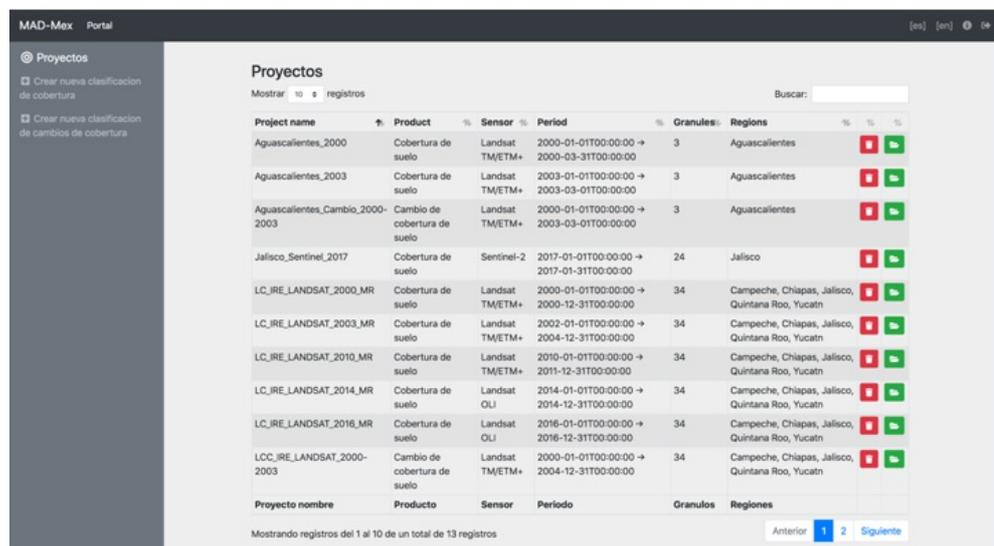 MAD-Mex Portal [es] [en]
Proyectos
Crear nueva clasificacion
de cobertura
Crear nueva clasificacion
de cambios de cobertura
Proyectos
Mostrar 10 registros Buscar:
Project name Product Sensor Period Granules Regions
Aguascalientes_2000 Cobertura de Landsat 2000-01-01T00:00:00 → 3 Aguascalientes
suelo TM/ETM+ 2000-03-31T00:00:00
Aguascalientes_2003 Cobertura de Landsat 2003-01-01T00:00:00 → 3 Aguascalientes
suelo TM/ETM+ 2003-03-01T00:00:00
Aguascalientes_Cambio_2000- Cambio de Landsat 2000-01-01T00:00:00 → 3 Aguascalientes
2003 cobertura de TM/ETM+ 2003-03-01T00:00:00
suelo
Jalisco_Sentinel_2017 Cobertura de Sentinel-2 2017-01-01T00:00:00 → 24 Jalisco
suelo 2017-01-31T00:00:00
LC_IRE_LANDSAT_2000_MR Cobertura de Landsat 2000-01-01T00:00:00 → 34 Campeche, Chiapas, Jalisco,
suelo TM/ETM+ 2000-12-31T00:00:00 Quintana Roo, Yucatn
LC_IRE_LANDSAT_2003_MR Cobertura de Landsat 2002-01-01T00:00:00 → 34 Campeche, Chiapas, Jalisco,
suelo TM/ETM+ 2004-12-31T00:00:00 Quintana Roo, Yucatn
LC_IRE_LANDSAT_2010_MR Cobertura de Landsat 2010-01-01T00:00:00 → 34 Campeche, Chiapas, Jalisco,
suelo TM/ETM+ 2011-12-31T00:00:00 Quintana Roo, Yucatn
LC_IRE_LANDSAT_2014_MR Cobertura de Landsat 2014-01-01T00:00:00 → 34 Campeche, Chiapas, Jalisco,
suelo OLI 2014-12-31T00:00:00 Quintana Roo, Yucatn
LC_IRE_LANDSAT_2016_MR Cobertura de Landsat 2016-01-01T00:00:00 → 34 Campeche, Chiapas, Jalisco,
suelo OLI 2016-12-31T00:00:00 Quintana Roo, Yucatn
LCC_IRE_LANDSAT_2000- Cambio de Landsat 2000-01-01T00:00:00 → 34 Campeche, Chiapas, Jalisco,
2003 cobertura de TM/ETM+ 2004-12-31T00:00:00 Quintana Roo, Yucatn
suelo
Proyecto nombre Producto Sensor Periodo Granulos Regiones
Mostrando registros del 1 al 10 de un total de 13 registros Anterior 1 2 Siguiente